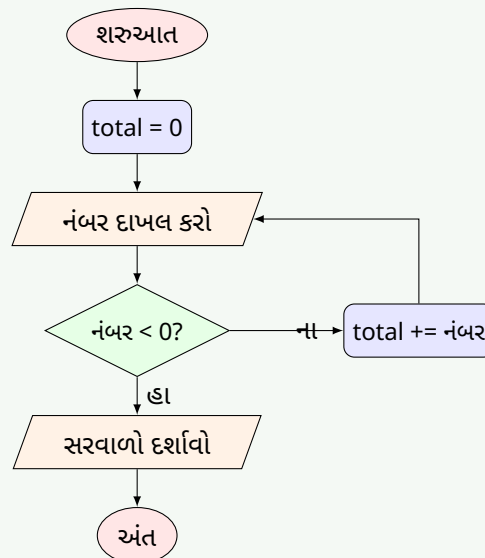 શરુઆત
total = 0
નંબર દાખલ કરો
નંબર < 0?
ના
total += નંબર
હા
સરવાળો દર્શાવો
અંત